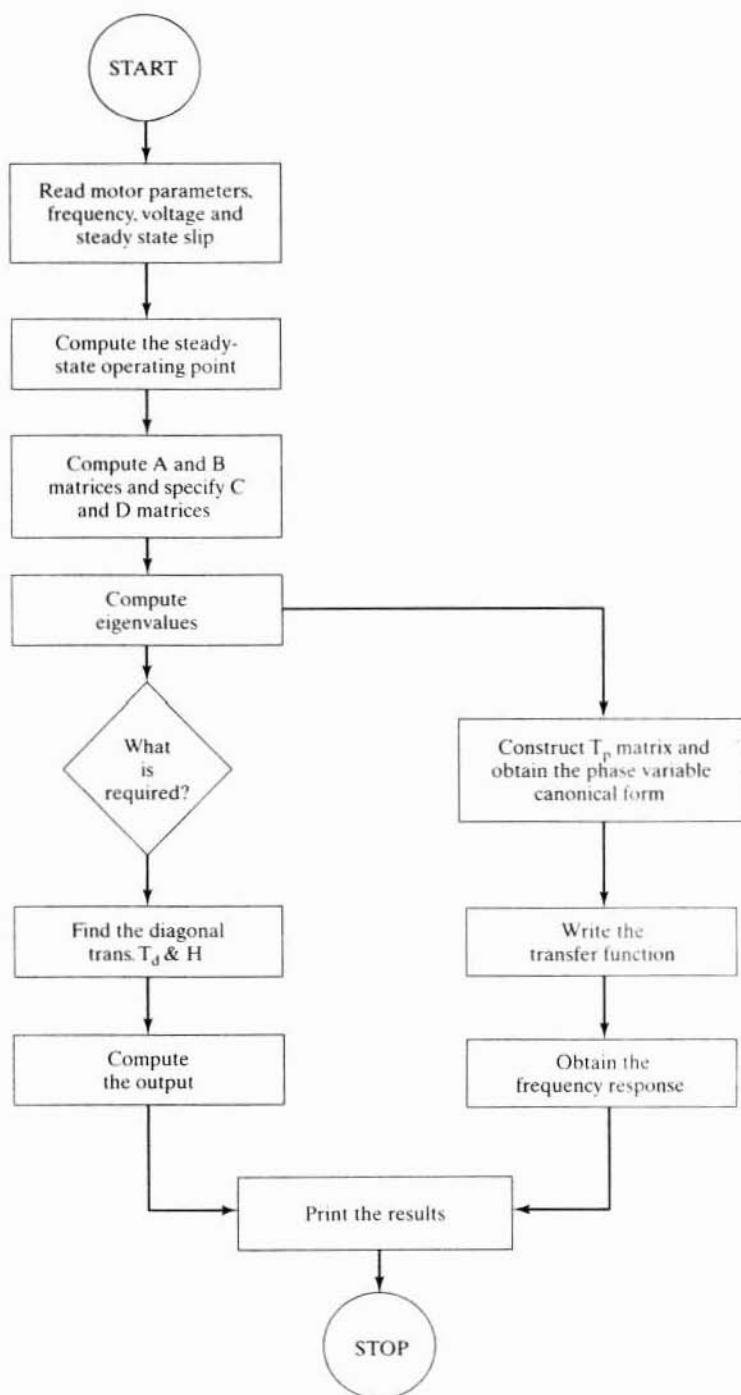 START
Read motor parameters,
frequency, voltage and
steady state slip
Compute the steady-
state operating point
Compute A and B
matrices and specify C
and D matrices
Compute
eigenvalues
What
is
required?
Find the diagonal
trans. T_d & H
Compute
the output
Construct T_p matrix and
obtain the phase variable
canonical form
Write the
transfer function
Obtain the
frequency response
Print the results
STOP